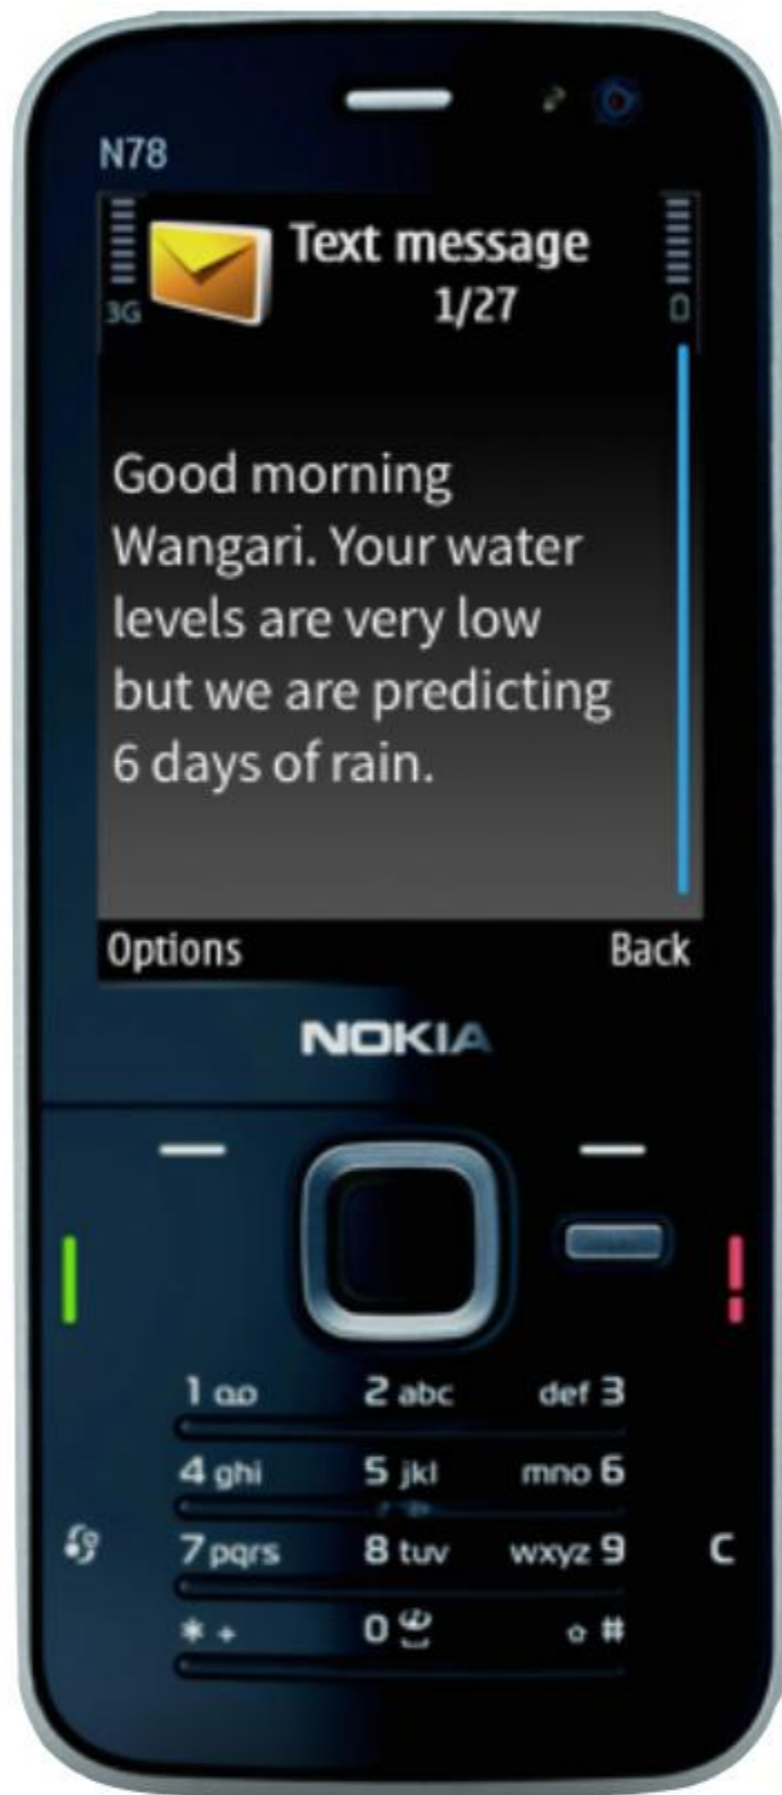 N78
Text message
1/27
3G
Good morning
Wangari. Your water
levels are very low
but we are predicting
6 days of rain.
Options Back
NOKIA
1 2 abc def 3
4 ghi 5 jkl mno 6
7 pqrs 8 tuv wxyz 9 C
* + 0 #